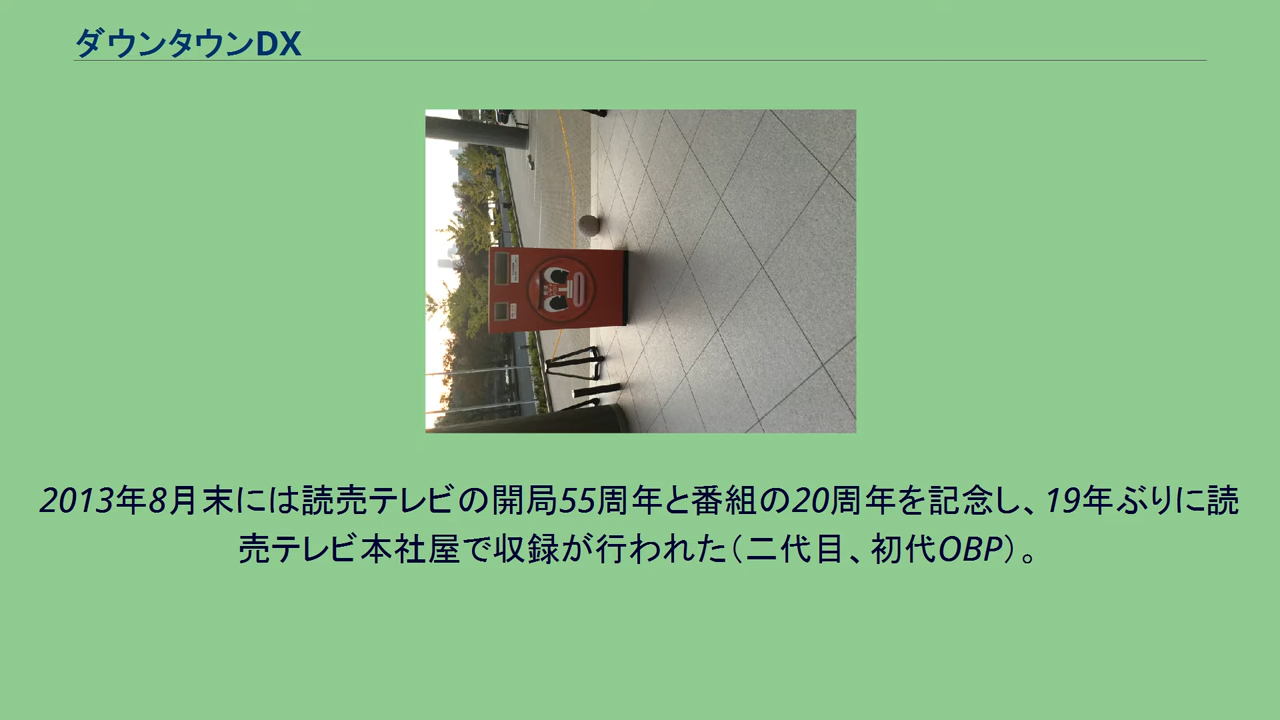 ダウンタウンDX
2013年8月末には読売テレビの開局55周年と番組の20周年を記念し、19年ぶりに読
売テレビ本社屋で収録が行われた（二代目、初代OBP）。